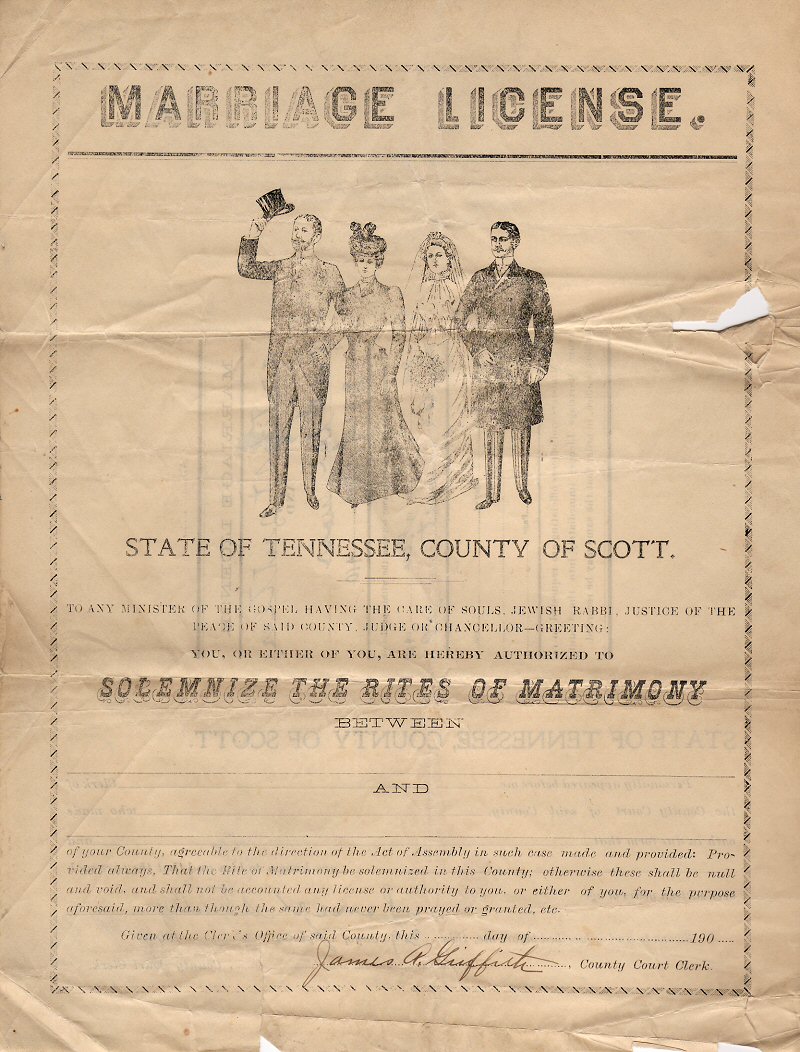 MARRIAGE LICENSE.
STATE OF TENNESSEE, COUNTY OF SCOTT.
TO ANY MINISTER OF THE GOSPEL HAVING THE CARE OF SOULS, JEWISH RABBI, JUSTICE OF THE
PEACE OF SAID COUNTY, JUDGE OR CHANCELLOR—GREETING:
YOU, OR EITHER OF YOU, ARE HEREBY AUTHORIZED TO
SOLEMNIZE THE RITES OF MATRIMONY
BETWEEN
AND
of your County, agreeable to the direction of the Act of Assembly in such case made and provided: Pro-
vided always, That the Rite of Matrimony be solemnized in this County; otherwise these shall be null
and void, and shall not be accounted any license or authority to you, or either of you, for the purpose
aforesaid, more than though the same had never been prayed or granted, etc.
Given at the Clerk's Office of said County, this ............ day of ........................................ 190 .....
James A. Griffith, County Court Clerk.